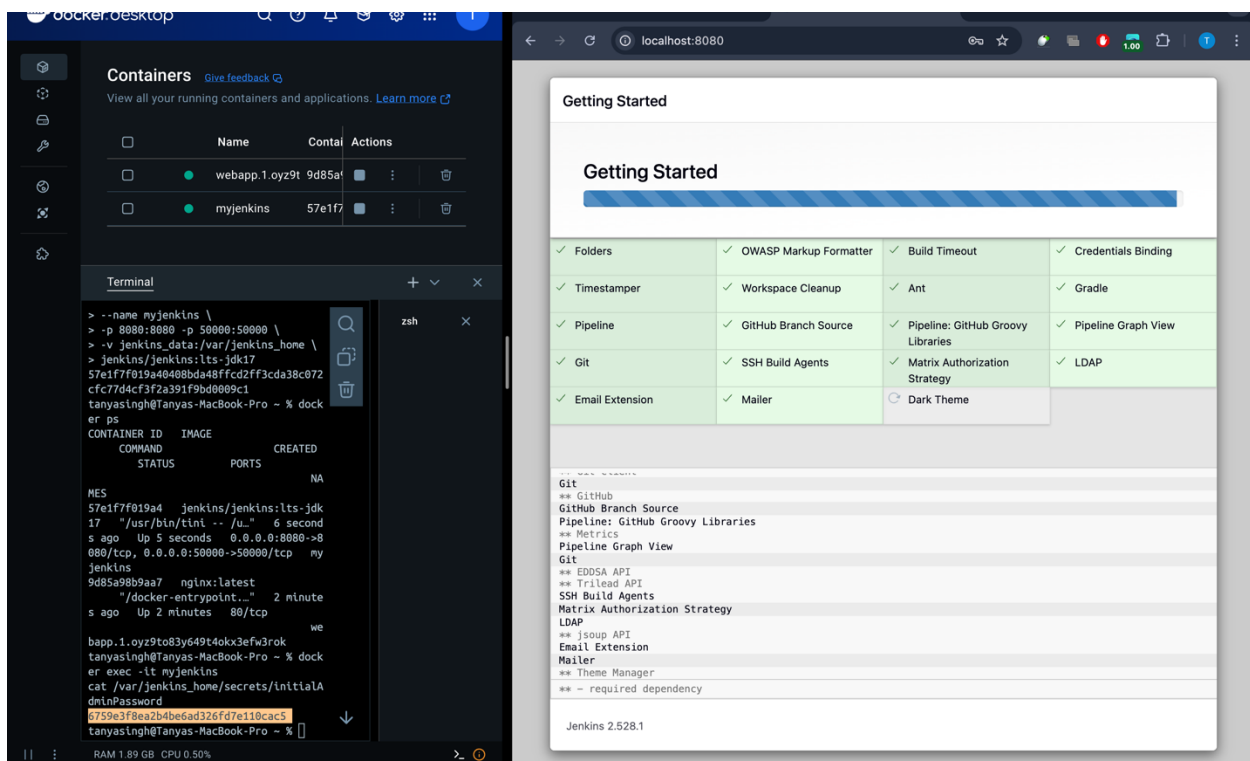 docker.desktop
T
Containers Give feedback
View all your running containers and applications. Learn more
Name Contai Actions
webapp.1.oyz9t 9d85a
myjenkins 57e1f7
Terminal
zsh
> --name myjenkins \
> -p 8080:8080 -p 50000:50000 \
> -v jenkins_data:/var/jenkins_home \
> jenkins/jenkins:lts-jdk17
57e1f7f019a40408bda48ffcd2ff3cda38c072
cfc77d4cf3f2a391f9bd0009c1
tanyasingh@Tanyas-MacBook-Pro ~ % dock
er ps
CONTAINER ID IMAGE
COMMAND CREATED
STATUS PORTS
NA
MES
57e1f7f019a4 jenkins/jenkins:lts-jdk
17 "/usr/bin/tini -- /u…" 6 second
s ago Up 5 seconds 0.0.0.0:8080->8
080/tcp, 0.0.0.0:50000->50000/tcp my
jenkins
9d85a98b9aa7 nginx:latest
"/docker-entrypoint.…" 2 minute
s ago Up 2 minutes 80/tcp
we
bapp.1.oyz9to83y649t4okx3efw3rok
tanyasingh@Tanyas-MacBook-Pro ~ % dock
er exec -it myjenkins
cat /var/jenkins_home/secrets/initialA
dminPassword
6759e3f8ea2b4be6ad326fd7e110cac5
tanyasingh@Tanyas-MacBook-Pro ~ %
RAM 1.89 GB CPU 0.50%
localhost:8080
1.00
T
Getting Started
Getting Started
Folders OWASP Markup Formatter Build Timeout Credentials Binding
Timestamper Workspace Cleanup Ant Gradle
Pipeline GitHub Branch Source Pipeline: GitHub Groovy Libraries Pipeline Graph View
Git SSH Build Agents Matrix Authorization Strategy LDAP
Email Extension Mailer Dark Theme
** Git client
Git
** GitHub
GitHub Branch Source
Pipeline: GitHub Groovy Libraries
** Metrics
Pipeline Graph View
Git
** EDDSA API
** Trilead API
SSH Build Agents
Matrix Authorization Strategy
LDAP
** jsoup API
Email Extension
Mailer
** Theme Manager
** - required dependency
Jenkins 2.528.1